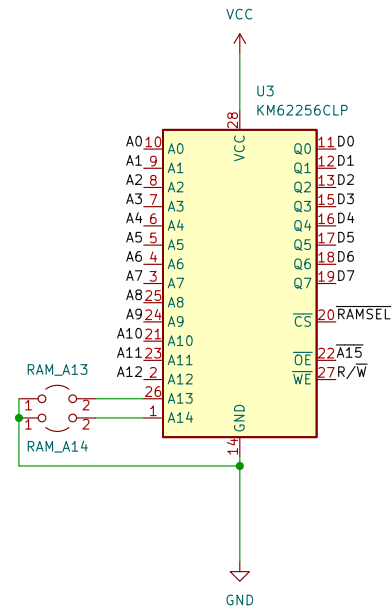 VCC
U3
KM62256CLP
28
VCC
A0 10 A0 Q0 11 D0
A1 9 A1 Q1 12 D1
A2 8 A2 Q2 13 D2
A3 7 A3 Q3 15 D3
A4 6 A4 Q4 16 D4
A5 5 A5 Q5 17 D5
A6 4 A6 Q6 18 D6
A7 3 A7 Q7 19 D7
A8 25 A8
A9 24 A9 CS 20 RAMSEL
A10 21 A10
A11 23 A11 OE 22 A15
A12 2 A12 WE 27 R/W
RAM_A13
1 2 26 A13
1 2 1 A14
RAM_A14
GND
14
GND